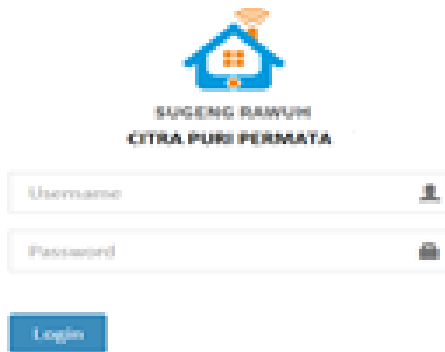 SUGENG RAWUH
CITRA PURI PERMATA
Username
Password
Login